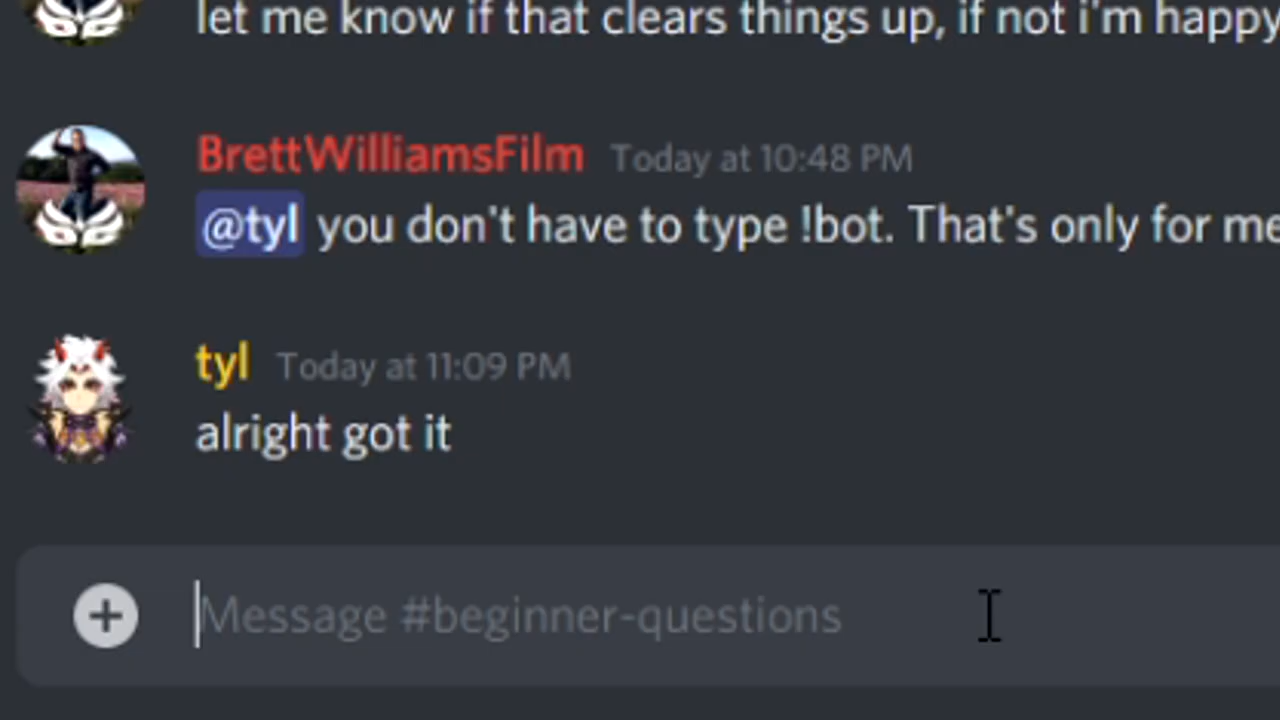 let me know if that clears things up, if not i'm happy
BrettWilliamsFilm Today at 10:48 PM
@tyl you don't have to type !bot. That's only for me
tyl Today at 11:09 PM
alright got it
Message #beginner-questions